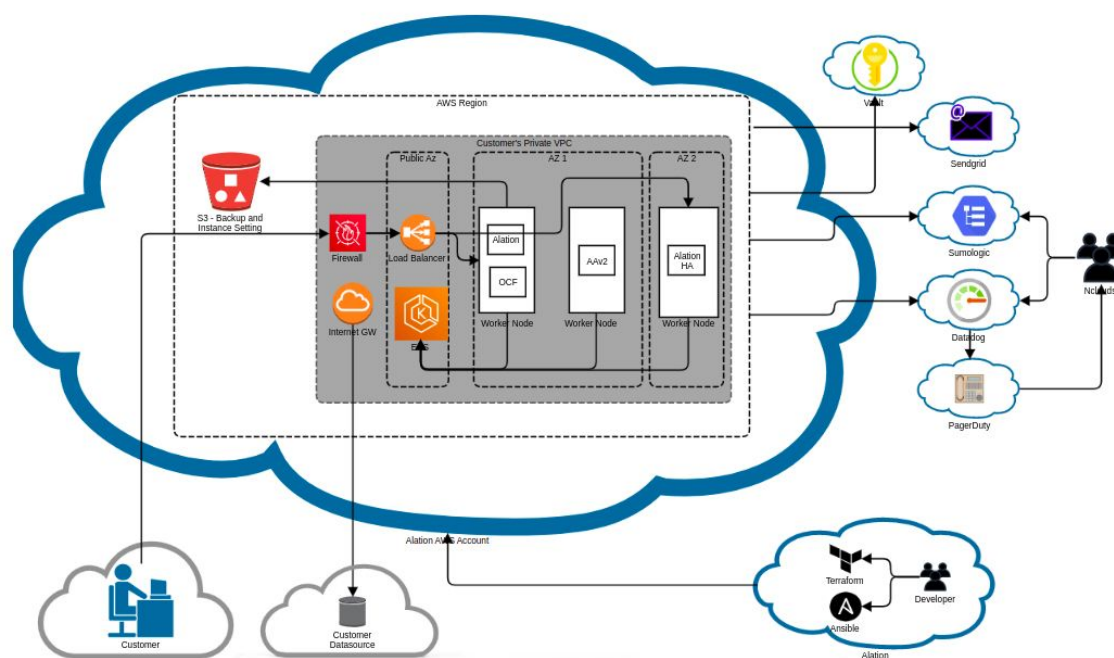 AWS Region
Vault
Customer's Private VPC
Public Az
AZ 1
AZ 2
Sendgrid
S3 - Backup and
Instance Setting
Alation
Alation
HA
AAv2
OCF
Firewall
Load Balancer
Sumologic
Internet GW
Worker Node
Worker Node
Worker Node
Datadog
PagerDuty
Alation AWS Account
Terraform
Developer
Ansible
Customer
Customer
Datasource
Alation
@
K
A